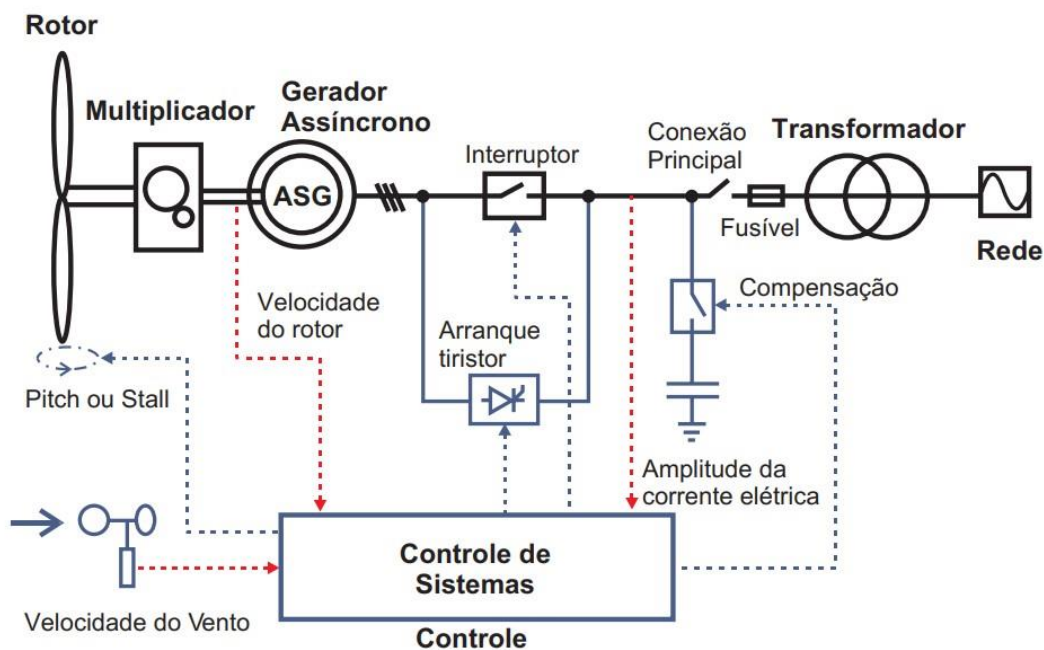 Rotor
Multiplicador
Gerador
Assíncrono
ASG
Interruptor
Conexão
Principal
Transformador
Fusível
Rede
Velocidade
do rotor
Arranque
tiristor
Compensação
Pitch ou Stall
Amplitude da
corrente elétrica
Controle de
Sistemas
Velocidade do Vento
Controle